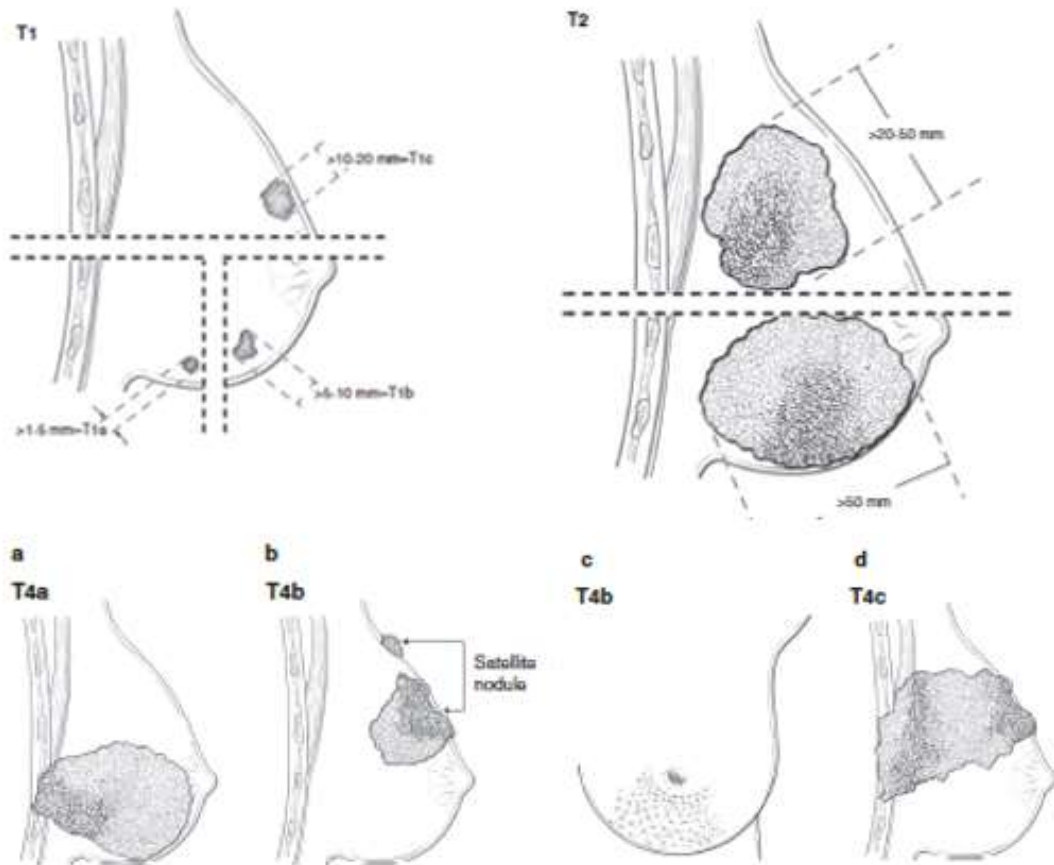 T1
T2
>10-20 mm=T1c
>20-50 mm
>5-10 mm=T1b
>1-5 mm=T1a
>50 mm
a
b
c
d
T4a
T4b
T4b
T4c
Satellite
nodule